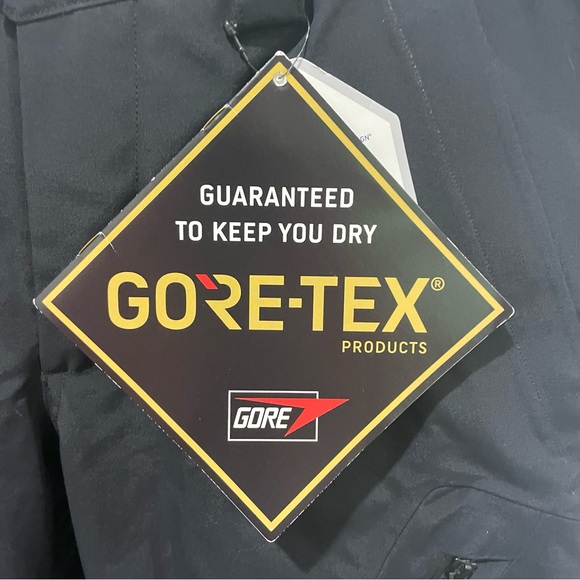 GUARANTEED
TO KEEP YOU DRY
GORE-TEX®
PRODUCTS
GORE